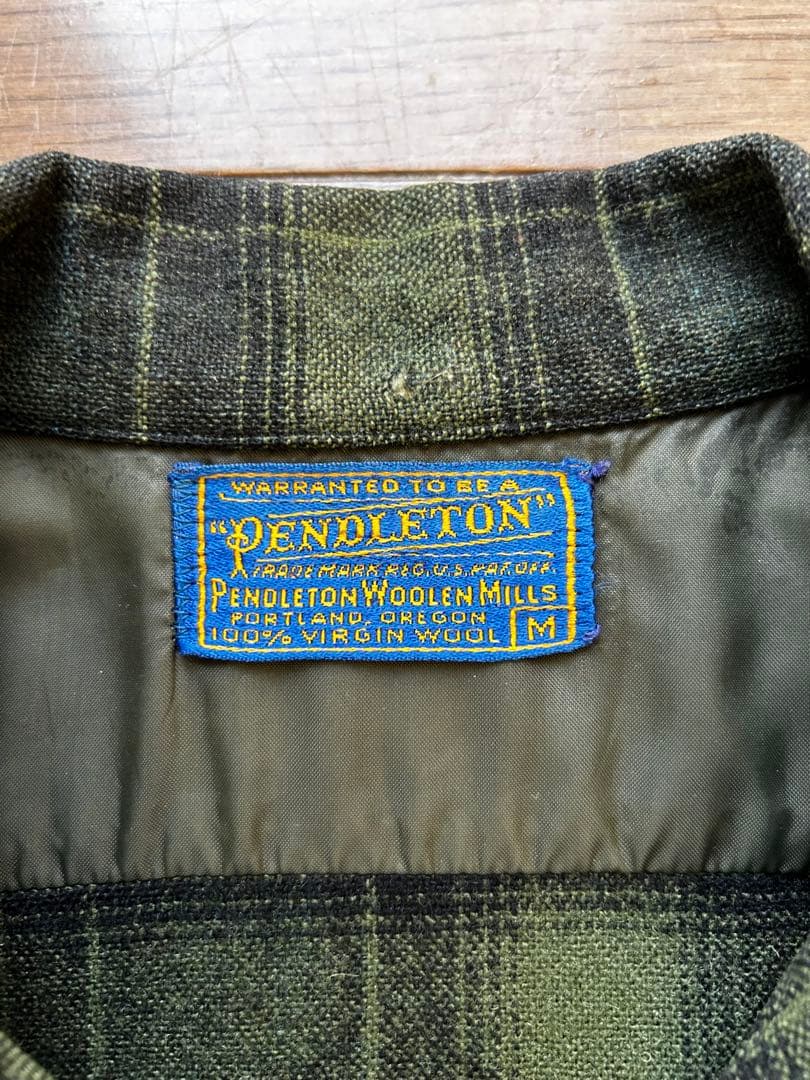 WARRANTED TO BE A
"PENDLETON"
TRADE MARK REG. U.S. PAT. OFF.
PENDLETON WOOLEN MILLS
PORTLAND, OREGON
100% VIRGIN WOOL M